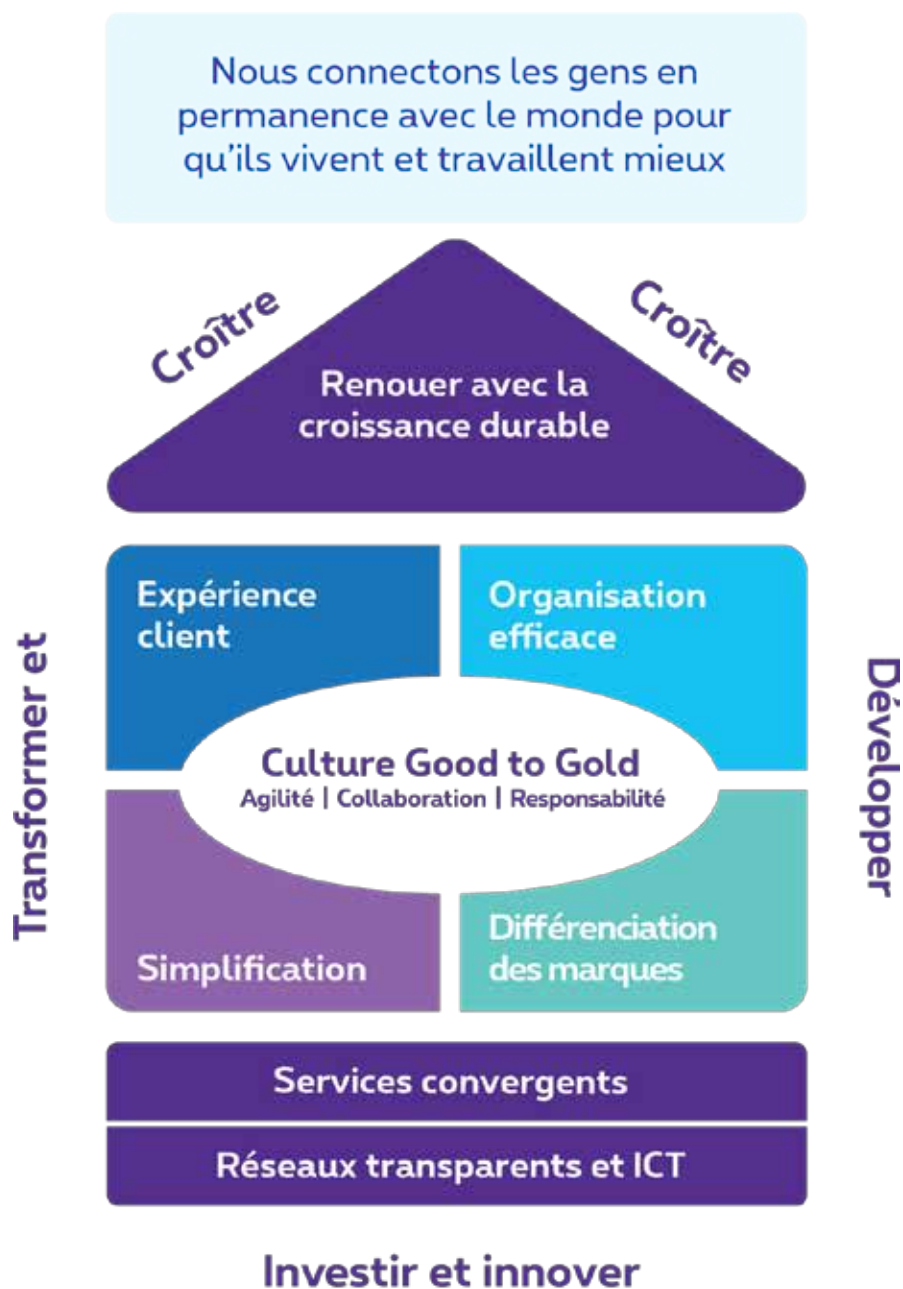 Nous connectons les gens en
permanence avec le monde pour
qu'ils vivent et travaillent mieux
Croître
Croître
Renouer avec la
croissance durable
Transformer et
Développer
Expérience
client
Organisation
efficace
Culture Good to Gold
Agilité | Collaboration | Responsabilité
Simplification
Différenciation
des marques
Services convergents
Réseaux transparents et ICT
Investir et innover